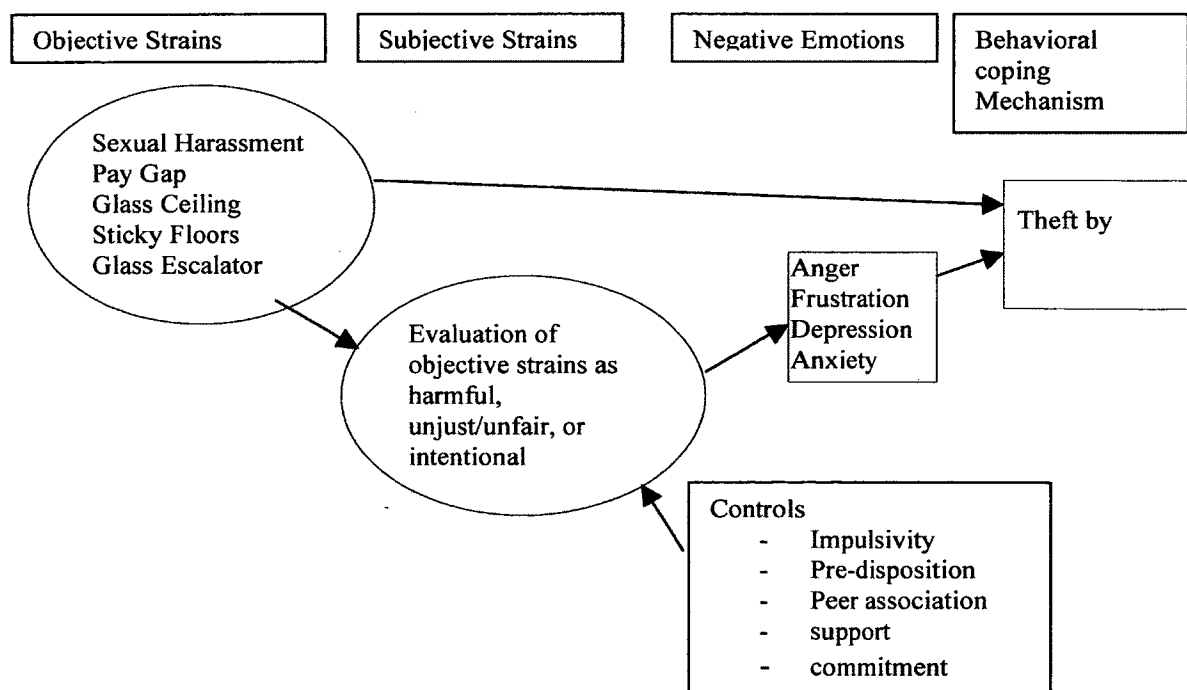 Objective Strains
Subjective Strains
Negative Emotions
Behavioral
coping
Mechanism
Sexual Harassment
Pay Gap
Glass Ceiling
Sticky Floors
Glass Escalator
Theft by
Anger
Frustration
Depression
Anxiety
Evaluation of
objective strains as
harmful,
unjust/unfair, or
intentional
Controls
- Impulsivity
- Pre-disposition
- Peer association
- support
- commitment